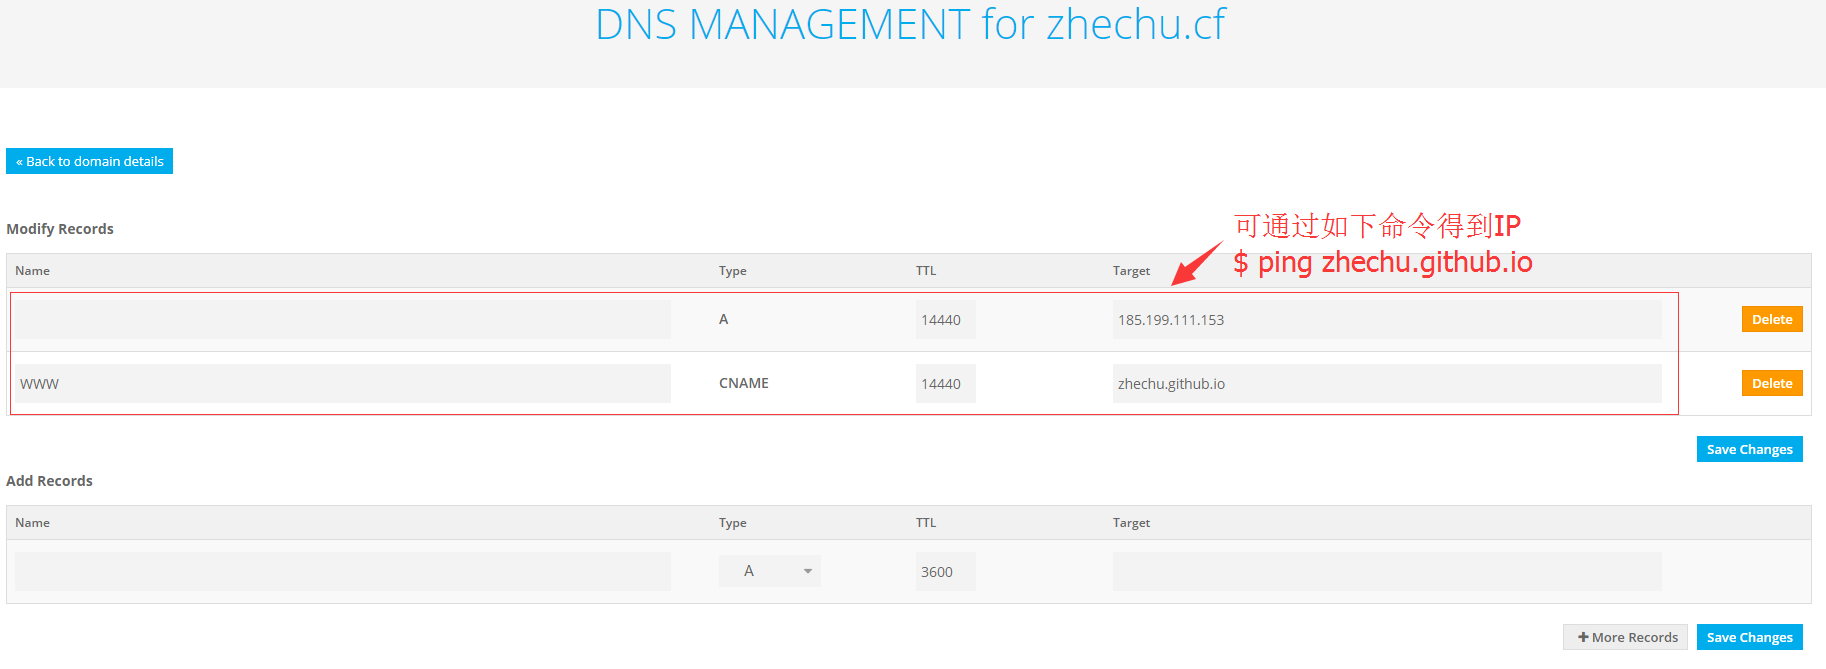 DNS MANAGEMENT for zhechu.cf
« Back to domain details
Modify Records
可通过如下命令得到IP
$ ping zhechu.github.io
Name Type TTL Target
A 14440 185.199.111.153 Delete
WWW CNAME 14440 zhechu.github.io Delete
Save Changes
Add Records
Name Type TTL Target
A 3600
+ More Records Save Changes